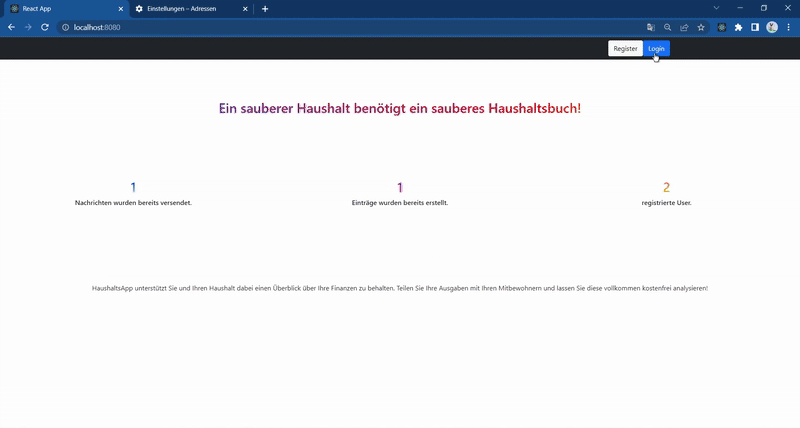 React App
Einstellungen – Adressen
localhost:8080
Register
Login
Ein sauberer Haushalt benötigt ein sauberes Haushaltsbuch!
1
Nachrichten wurden bereits versendet.
1
Einträge wurden bereits erstellt.
2
registrierte User.
HaushaltsApp unterstützt Sie und Ihren Haushalt dabei einen Überblick über Ihre Finanzen zu behalten. Teilen Sie Ihre Ausgaben mit Ihren Mitbewohnern und lassen Sie diese vollkommen kostenfrei analysieren!